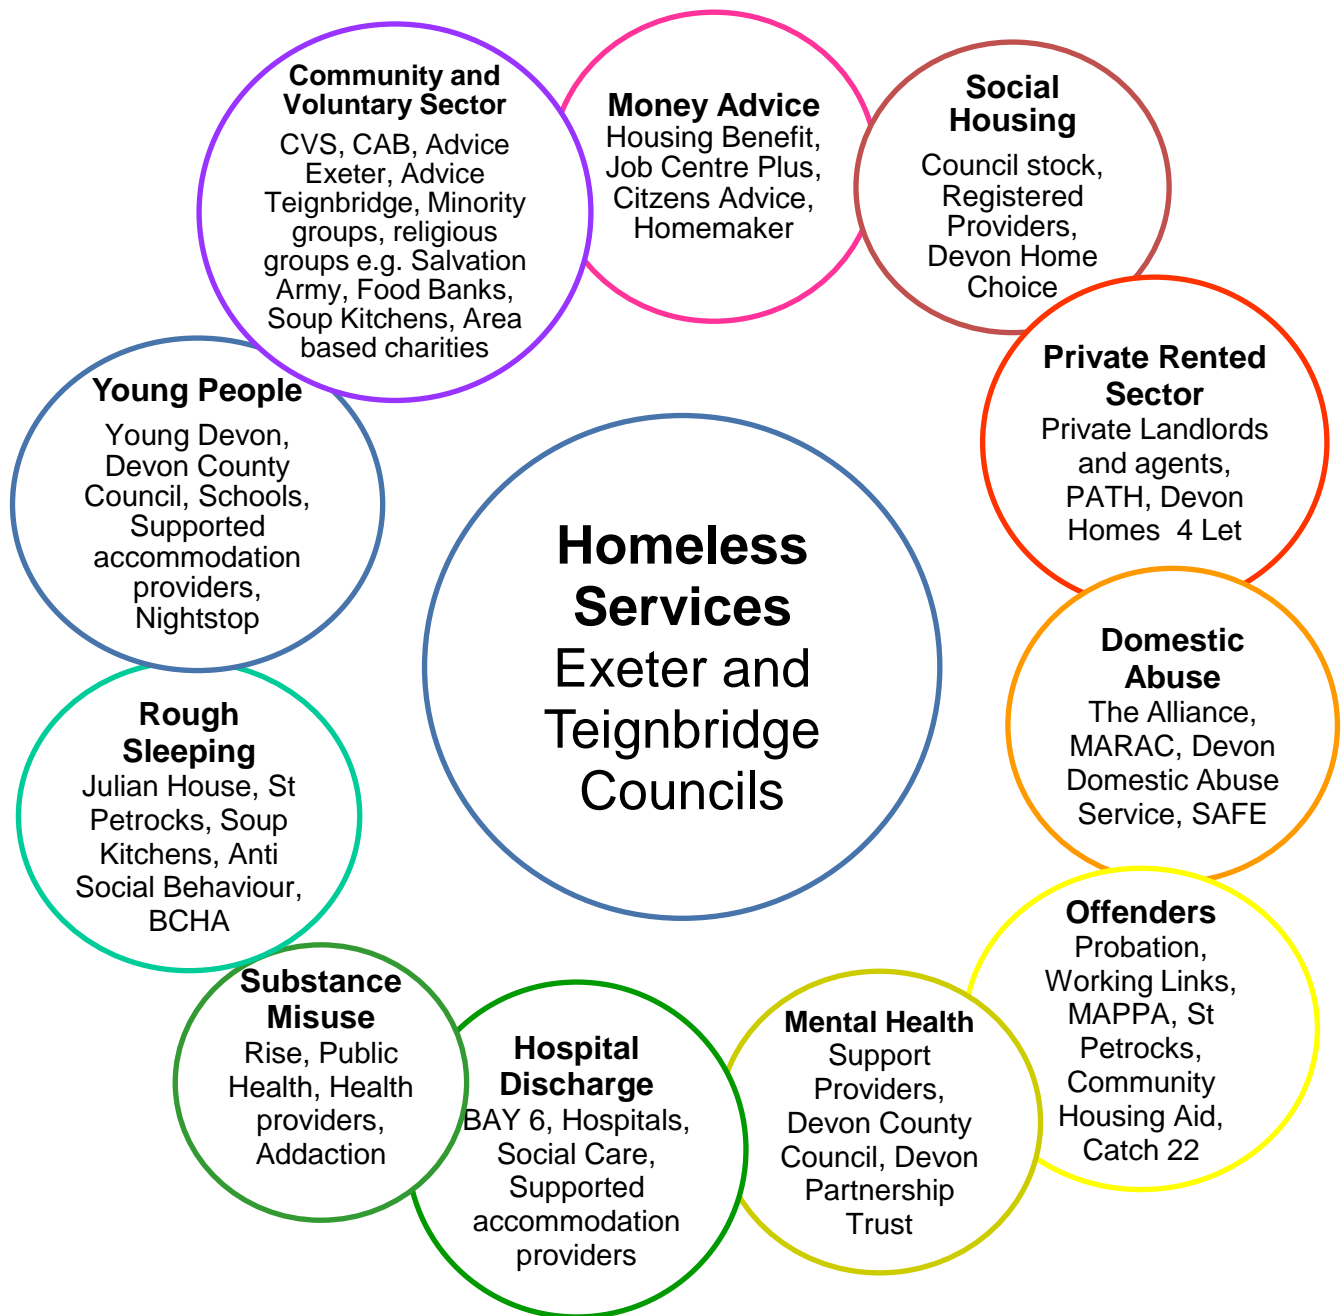 Community and
Voluntary Sector
CVS, CAB, Advice
Exeter, Advice
Teignbridge, Minority
groups, religious
groups e.g. Salvation
Army, Food Banks,
Soup Kitchens, Area
based charities
Money Advice
Housing Benefit,
Job Centre Plus,
Citzens Advice,
Homemaker
Social
Housing
Council stock,
Registered
Providers,
Devon Home
Choice
Private Rented
Sector
Private Landlords
and agents,
PATH, Devon
Homes 4 Let
Domestic
Abuse
The Alliance,
MARAC, Devon
Domestic Abuse
Service, SAFE
Offenders
Probation,
Working Links,
MAPPA, St
Petrocks,
Community
Housing Aid,
Catch 22
Mental Health
Support
Providers,
Devon County
Council, Devon
Partnership
Trust
Hospital
Discharge
BAY 6, Hospitals,
Social Care,
Supported
accommodation
providers
Substance
Misuse
Rise, Public
Health, Health
providers,
Addaction
Rough
Sleeping
Julian House, St
Petrocks, Soup
Kitchens, Anti
Social Behaviour,
BCHA
Young People
Young Devon,
Devon County
Council, Schools,
Supported
accommodation
providers,
Nightstop
Homeless
Services
Exeter and
Teignbridge
Councils